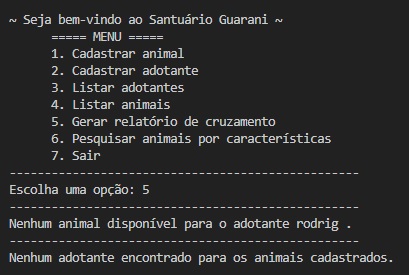 ~ Seja bem-vindo ao Santuário Guarani ~
===== MENU =====
1. Cadastrar animal
2. Cadastrar adotante
3. Listar adotantes
4. Listar animais
5. Gerar relatório de cruzamento
6. Pesquisar animais por características
7. Sair
--------------------------------------------------
Escolha uma opção: 5
--------------------------------------------------
Nenhum animal disponível para o adotante rodrig .
--------------------------------------------------
Nenhum adotante encontrado para os animais cadastrados.